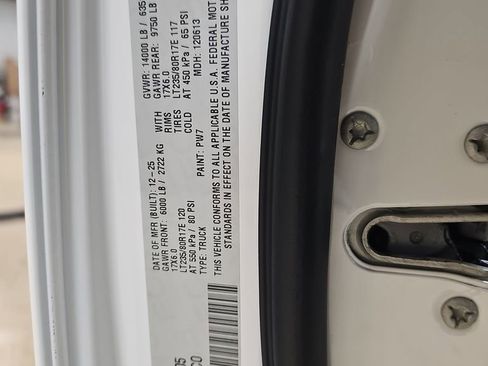 DATE OF MFR (BUILT): 12-25 GVWR: 14000 LB / 635
GAWR FRONT: 6000 LB / 2722 KG WITH GAWR REAR: 9750 LB
17X6.0 RIMS 17X6.0
LT235/80R17E 120 TIRES LT235/80R17E 117
AT 550 kPa / 80 PSI COLD AT 450 kPa / 65 PSI
TYPE: TRUCK PAINT: PW7 MDH: 120613
THIS VEHICLE CONFORMS TO ALL APPLICABLE U.S.A. FEDERAL MOT
STANDARDS IN EFFECT ON THE DATE OF MANUFACTURE SH